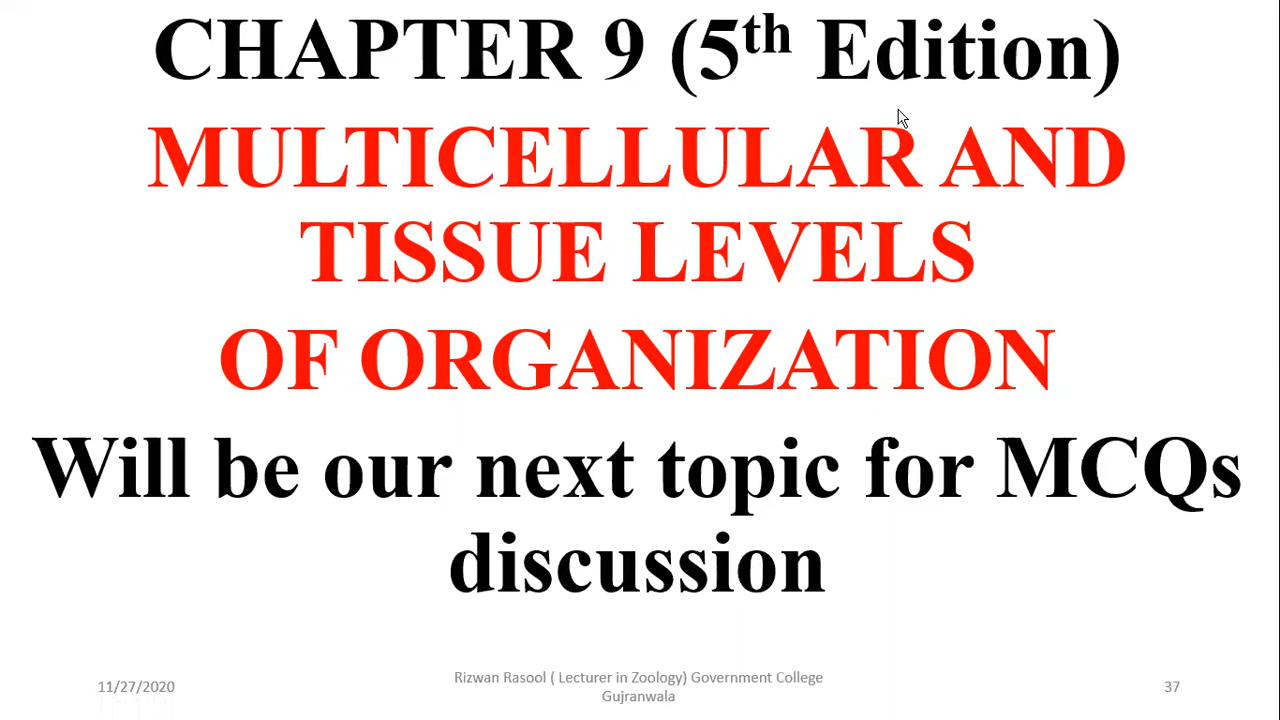 CHAPTER 9 (5th Edition)
MULTICELLULAR AND
TISSUE LEVELS
OF ORGANIZATION
Will be our next topic for MCQs
discussion
11/27/2020
Rizwan Rasool ( Lecturer in Zoology) Government College
Gujranwala
37